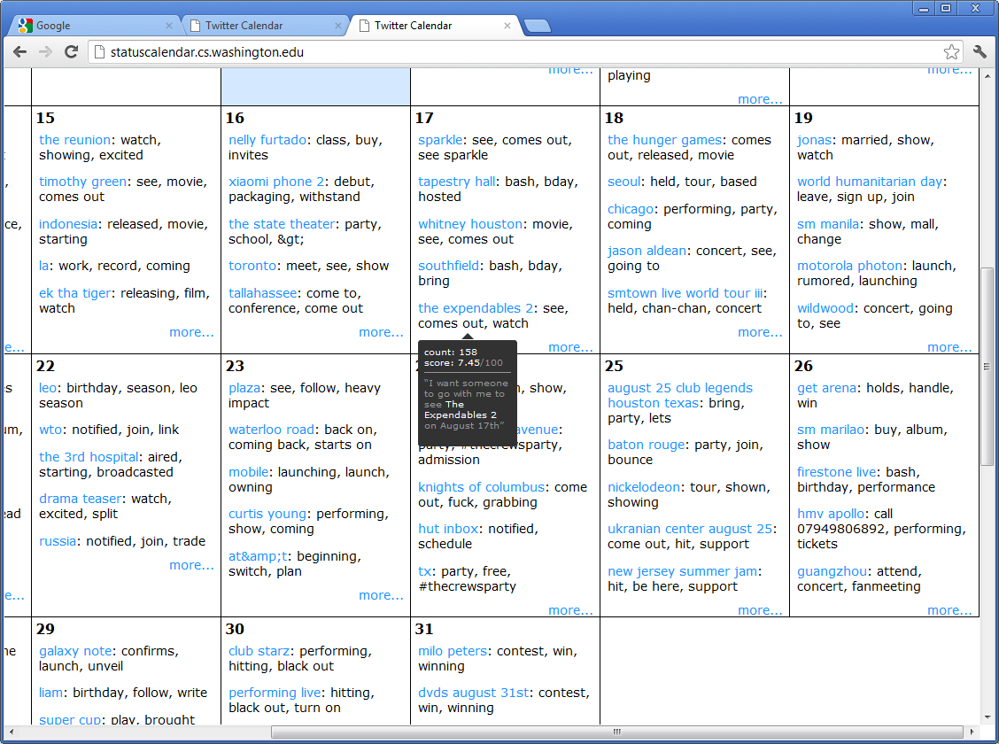 Google
Twitter Calendar
Twitter Calendar
statuscalendar.cs.washington.edu
more...
playing
more...
more...
15
the reunion: watch,
showing, excited
timothy green: see, movie,
comes out
indonesia: released, movie,
starting
la: work, record, coming
ek tha tiger: releasing, film,
watch
more...
16
nelly furtado: class, buy,
invites
xiaomi phone 2: debut,
packaging, withstand
the state theater: party,
school, &gt;
toronto: meet, see, show
tallahassee: come to,
conference, come out
more...
17
sparkle: see, comes out,
see sparkle
tapestry hall: bash, bday,
hosted
whitney houston: movie,
see, comes out
southfield: bash, bday,
bring
the expendables 2: see,
comes out, watch
more...
count: 158
score: 7.45/100
"I want someone
to go with me to
see The
Expendables 2
on August 17th"
18
the hunger games: comes
out, released, movie
seoul: held, tour, based
chicago: performing, party,
coming
jason aldean: concert, see,
going to
smtown live world tour iii:
held, chan-chan, concert
more...
19
jonas: married, show,
watch
world humanitarian day:
leave, sign up, join
sm manila: show, mall,
change
motorola photon: launch,
rumored, launching
wildwood: concert, going
to, see
more...
22
leo: birthday, season, leo
season
wto: notified, join, link
the 3rd hospital: aired,
starting, broadcasted
drama teaser: watch,
excited, split
russia: notified, join, trade
more...
23
plaza: see, follow, heavy
impact
waterloo road: back on,
coming back, starts on
mobile: launching, launch,
owning
curtis young: performing,
show, coming
at&amp;t: beginning,
switch, plan
more...
show,
avenue:
party, #thecrewsparty,
admission
knights of columbus: come
out, fuck, grabbing
hut inbox: notified,
schedule
tx: party, free,
#thecrewsparty
more...
25
august 25 club legends
houston texas: bring,
party, lets
baton rouge: party, join,
bounce
nickelodeon: tour, shown,
showing
ukranian center august 25:
come out, hit, support
new jersey summer jam:
hit, be here, support
more...
26
get arena: holds, handle,
win
sm marilao: buy, album,
show
firestone live: bash,
birthday, performance
hmv apollo: call
07949806892, performing,
tickets
guangzhou: attend,
concert, fanmeeting
more...
29
galaxy note: confirms,
launch, unveil
liam: birthday, follow, write
super cup: play, brought
30
club starz: performing,
hitting, black out
performing live: hitting,
black out, turn on
31
milo peters: contest, win,
winning
dvds august 31st: contest,
win, winning